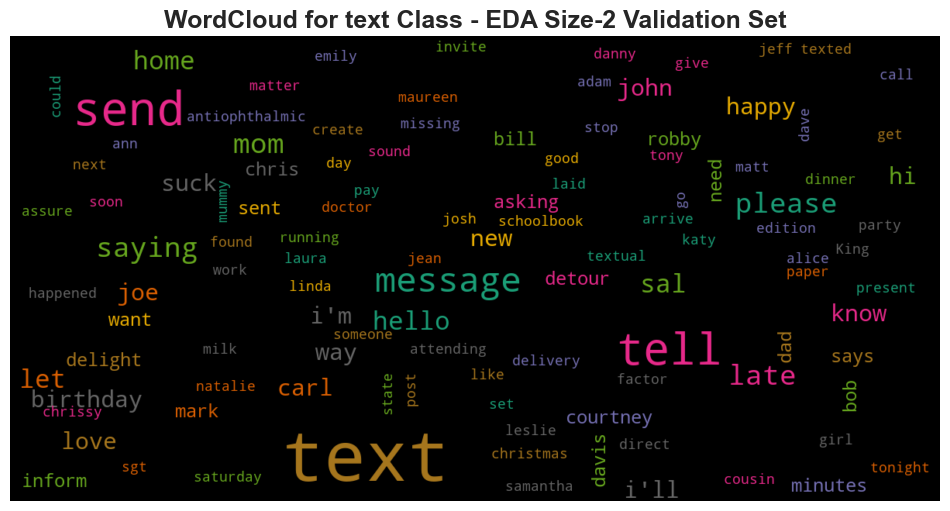 WordCloud for text Class - EDA Size-2 Validation Set
invite
jeff texted
home
emily
danny
give
call
could
matter
adam
john
send
maureen
happy
antiophthalmic
missing
stop
dave
create
ann
mom
bill
robby
get
sound
tony
next
chris
day
good
matt
suck
laid
need
dinner
hi
mummy
pay
go
soon
asking
please
assure
sent
doctor
josh
schoolbook
arrive
party
edition
saying
found
running
new
katy
King
laura
jean
textual
alice
work
paper
message
detour
sal
happened
joe
linda
present
want
i'm
hello
know
someone
tell
dad
milk
way
attending
delight
delivery
says
let
like
factor
late
natalie
carl
birthday
state
post
bob
chrissy
mark
set
courtney
love
text
leslie
davis
direct
girl
christmas
sgt
tonight
inform
saturday
samantha
i'll
cousin
minutes